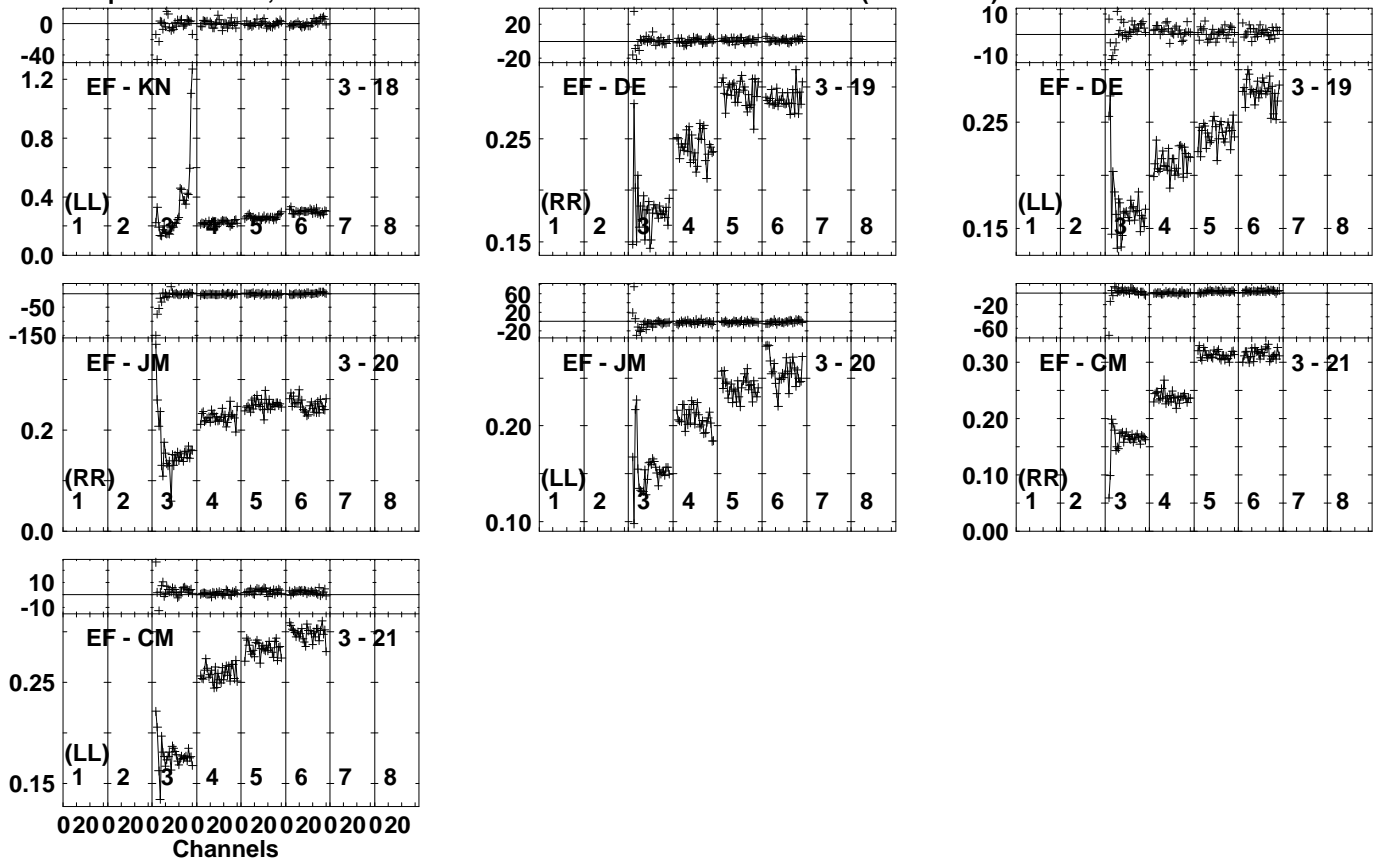 0
-40
1.2 EF - KN 3 - 18
0.8
0.4
(LL)
1 2 3 4 5 6 7 8
0.0
20
-20
EF - DE 3 - 19
0.25
(RR)
1 2 3 4 5 6 7 8
0.15
10
-10
EF - DE 3 - 19
0.25
(LL)
1 2 3 4 5 6 7 8
0.15
-50
-150
EF - JM 3 - 20
0.2
(RR)
1 2 3 4 5 6 7 8
0.0
60
20
-20
EF - JM 3 - 20
0.20
(LL)
1 2 3 4 5 6 7 8
0.10
-20
-60
0.30 EF - CM 3 - 21
0.20
0.10
(RR)
1 2 3 4 5 6 7 8
0.00
10
-10
EF - CM 3 - 21
0.25
(LL)
1 2 3 4 5 6 7 8
0.15
020020020020020020020 020
Channels